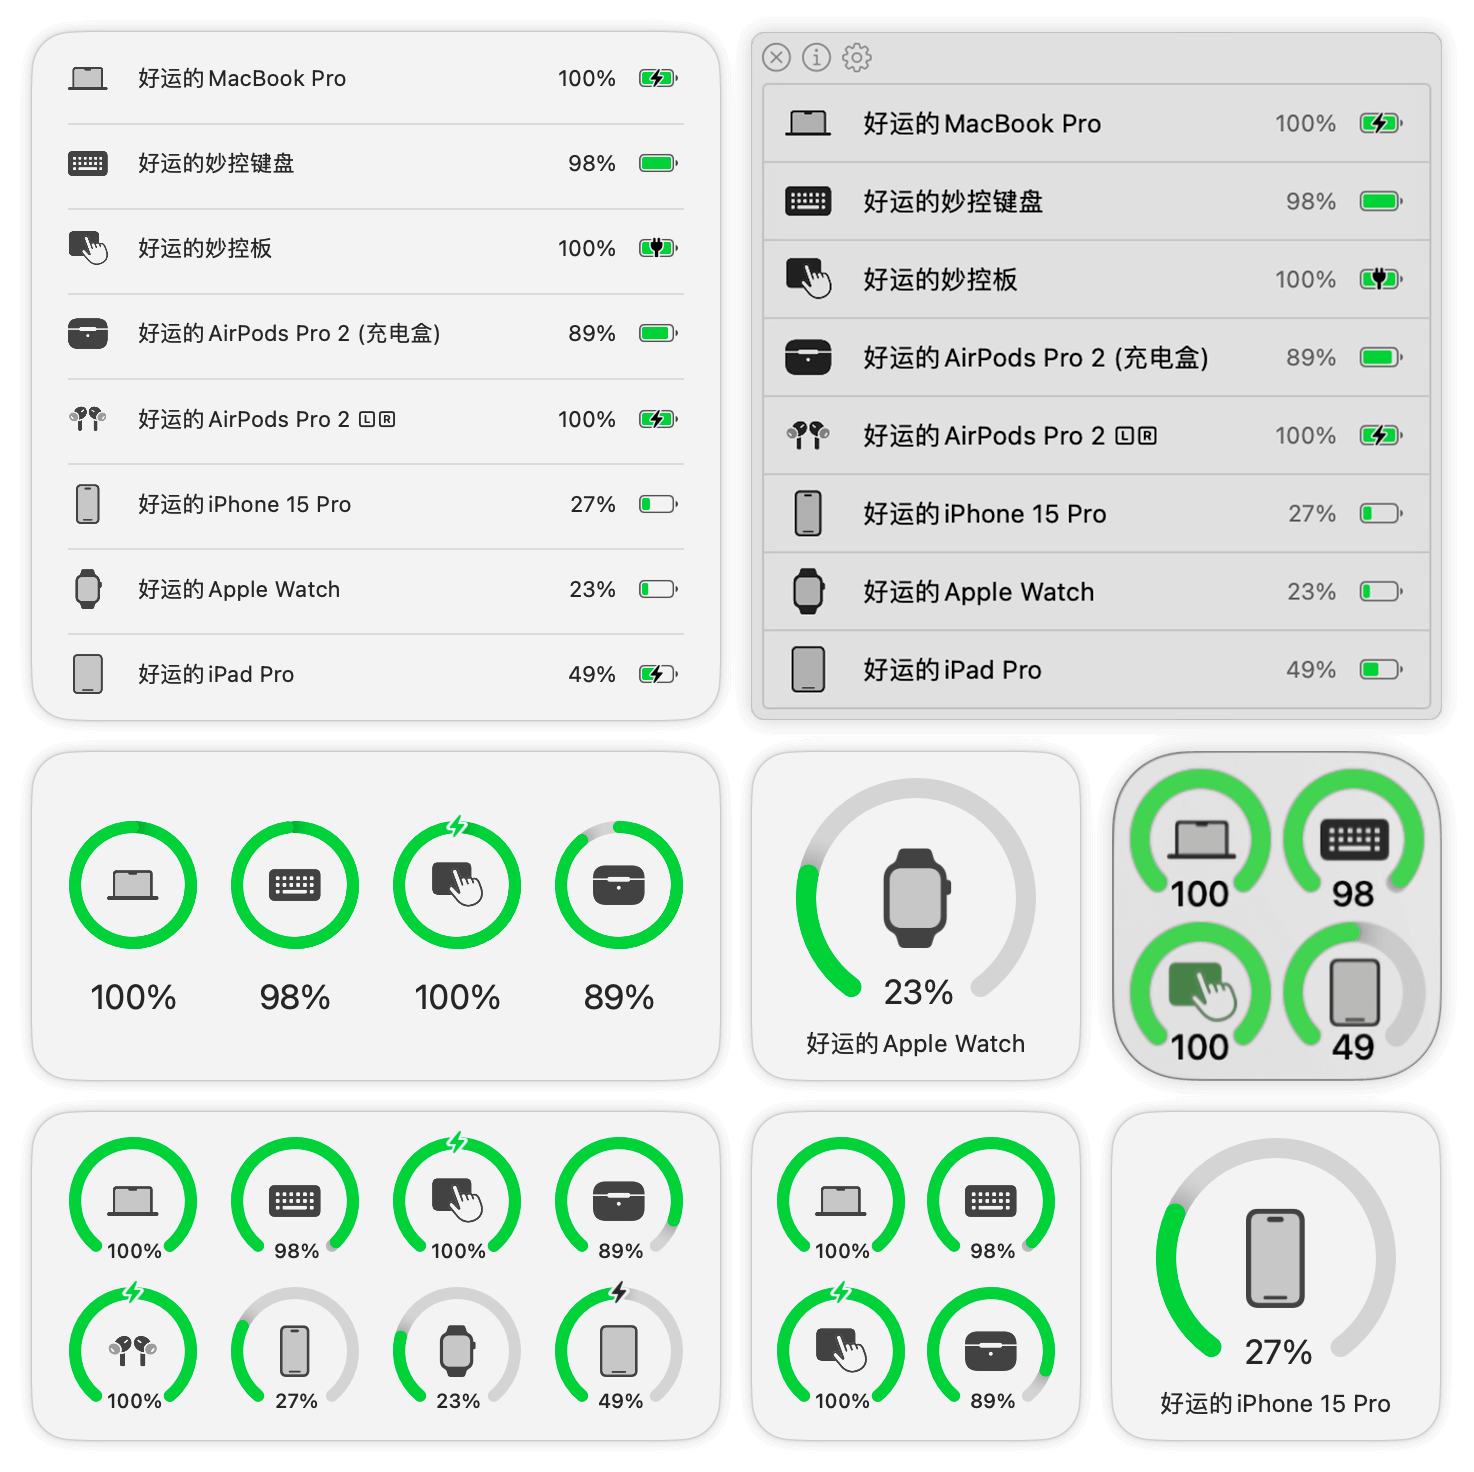 好运的MacBook Pro 100%
好运的妙控键盘 98%
好运的妙控板 100%
好运的AirPods Pro 2 (充电盒) 89%
好运的AirPods Pro 2 L R 100%
好运的iPhone 15 Pro 27%
好运的Apple Watch 23%
好运的iPad Pro 49%
好运的MacBook Pro 100%
好运的妙控键盘 98%
好运的妙控板 100%
好运的AirPods Pro 2 (充电盒) 89%
好运的AirPods Pro 2 L R 100%
好运的iPhone 15 Pro 27%
好运的Apple Watch 23%
好运的iPad Pro 49%
100% 98% 100% 89%
23%
好运的Apple Watch
100 98
100 49
100% 98% 100% 89%
100% 27% 23% 49%
100% 98%
100% 89%
27%
好运的iPhone 15 Pro